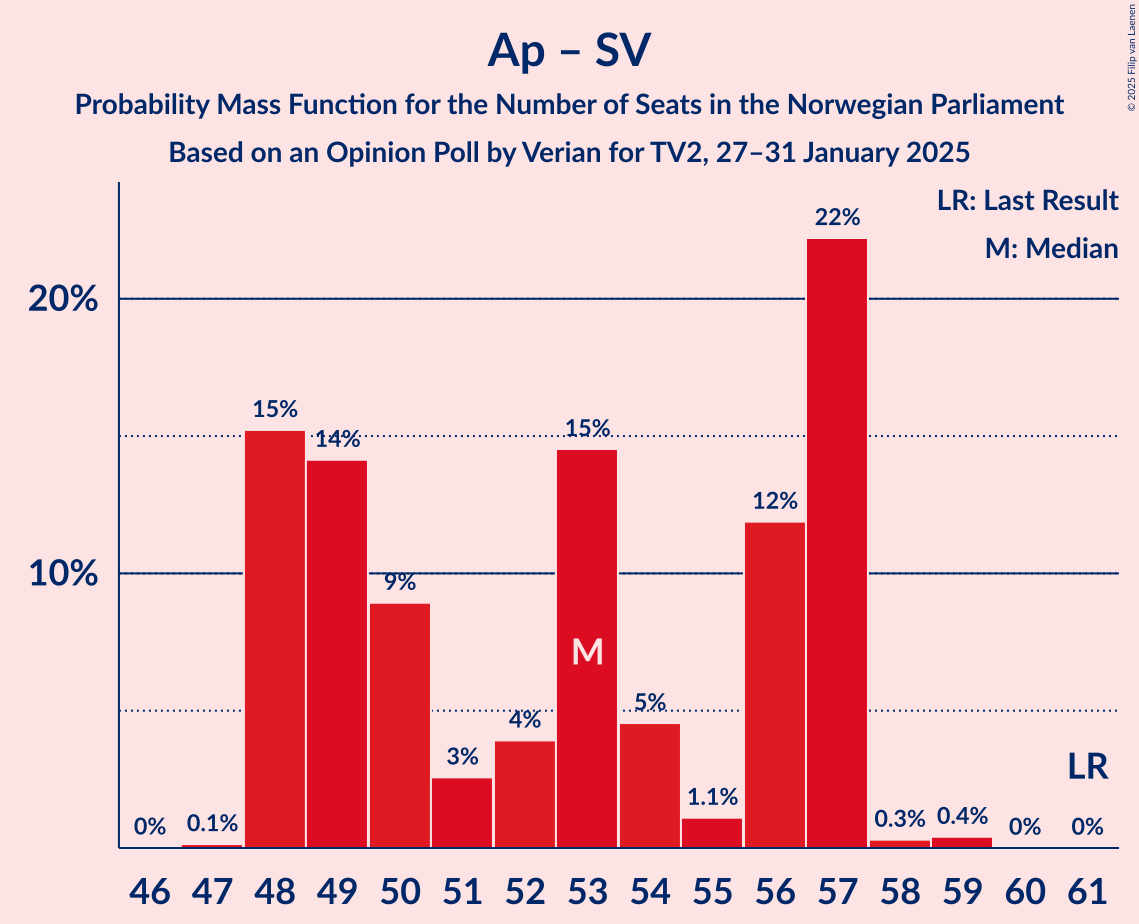 © 2025 Filip van Laenen
Ap – SV
Probability Mass Function for the Number of Seats in the Norwegian Parliament
Based on an Opinion Poll by Verian for TV2, 27–31 January 2025
LR: Last Result
M: Median
20%
10%
0%
0.1%
15%
14%
9%
3%
4%
15%
5%
1.1%
12%
22%
0.3%
0.4%
0%
0%
M
LR
46 47 48 49 50 51 52 53 54 55 56 57 58 59 60 61